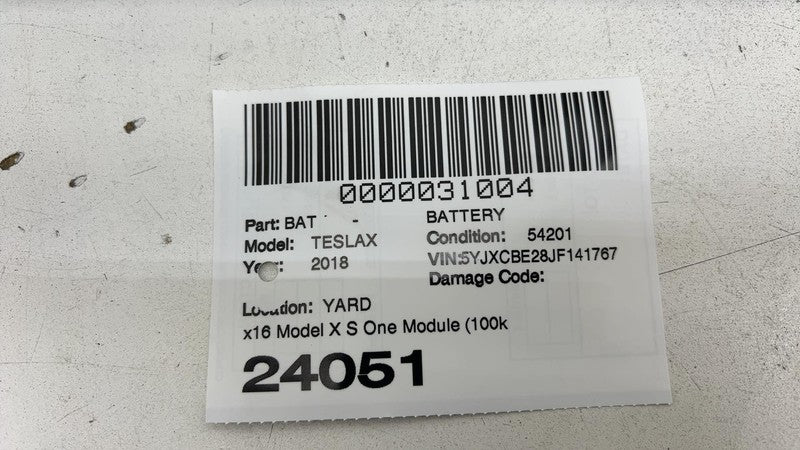 0000031004
Part: BAT - BATTERY
Model: TESLAX Condition: 54201
Year: 2018 VIN:5YJXCBE28JF141767
Damage Code:
Location: YARD
x16 Model X S One Module (100k
24051